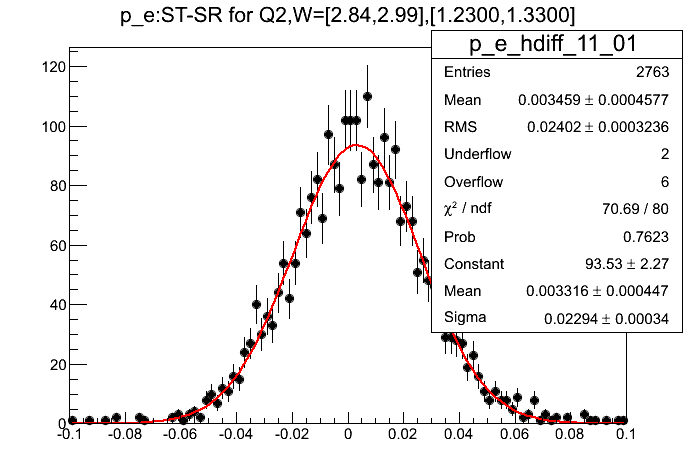 p_e:ST-SR for Q2,W=[2.84,2.99],[1.2300,1.3300]
p_e_hdiff_11_01
Entries 2763
Mean 0.003459 ± 0.0004577
RMS 0.02402 ± 0.0003236
Underflow 2
Overflow 6
χ² / ndf 70.69 / 80
Prob 0.7623
Constant 93.53 ± 2.27
Mean 0.003316 ± 0.000447
Sigma 0.02294 ± 0.00034
120
100
80
60
40
20
0
-0.1 -0.08 -0.06 -0.04 -0.02 0 0.02 0.04 0.06 0.08 0.1